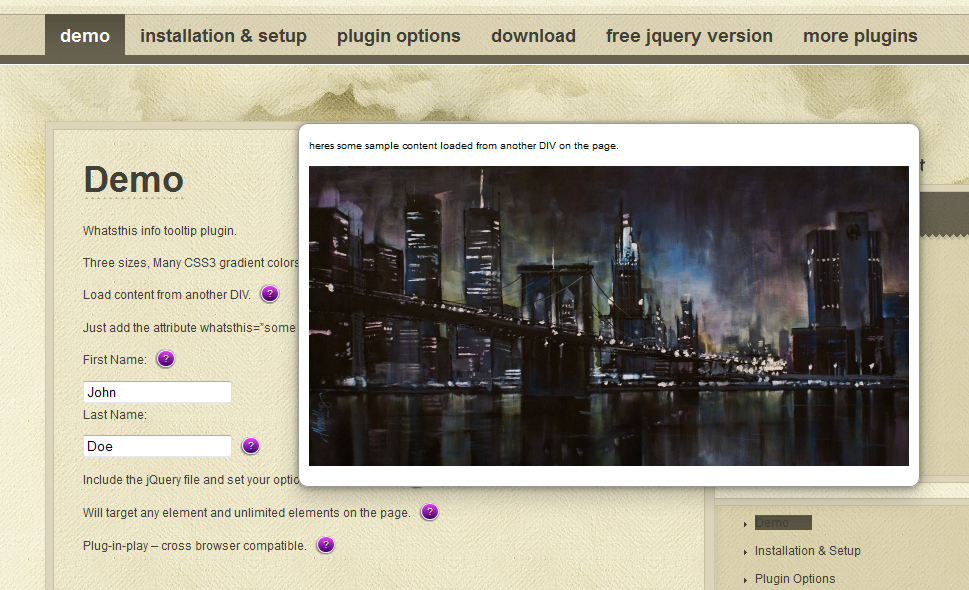 demo installation & setup plugin options download free jquery version more plugins
heres some sample content loaded from another DIV on the page.
Demo
Whatsthis info tooltip plugin.
Three sizes, Many CSS3 gradient colors
Load content from another DIV. ?
Just add the attribute whatsthis="some
First Name: ?
John
Last Name:
Doe ?
Include the jQuery file and set your optio
Will target any element and unlimited elements on the page. ?
Plug-in-play – cross browser compatible. ?
Demo
Installation & Setup
Plugin Options